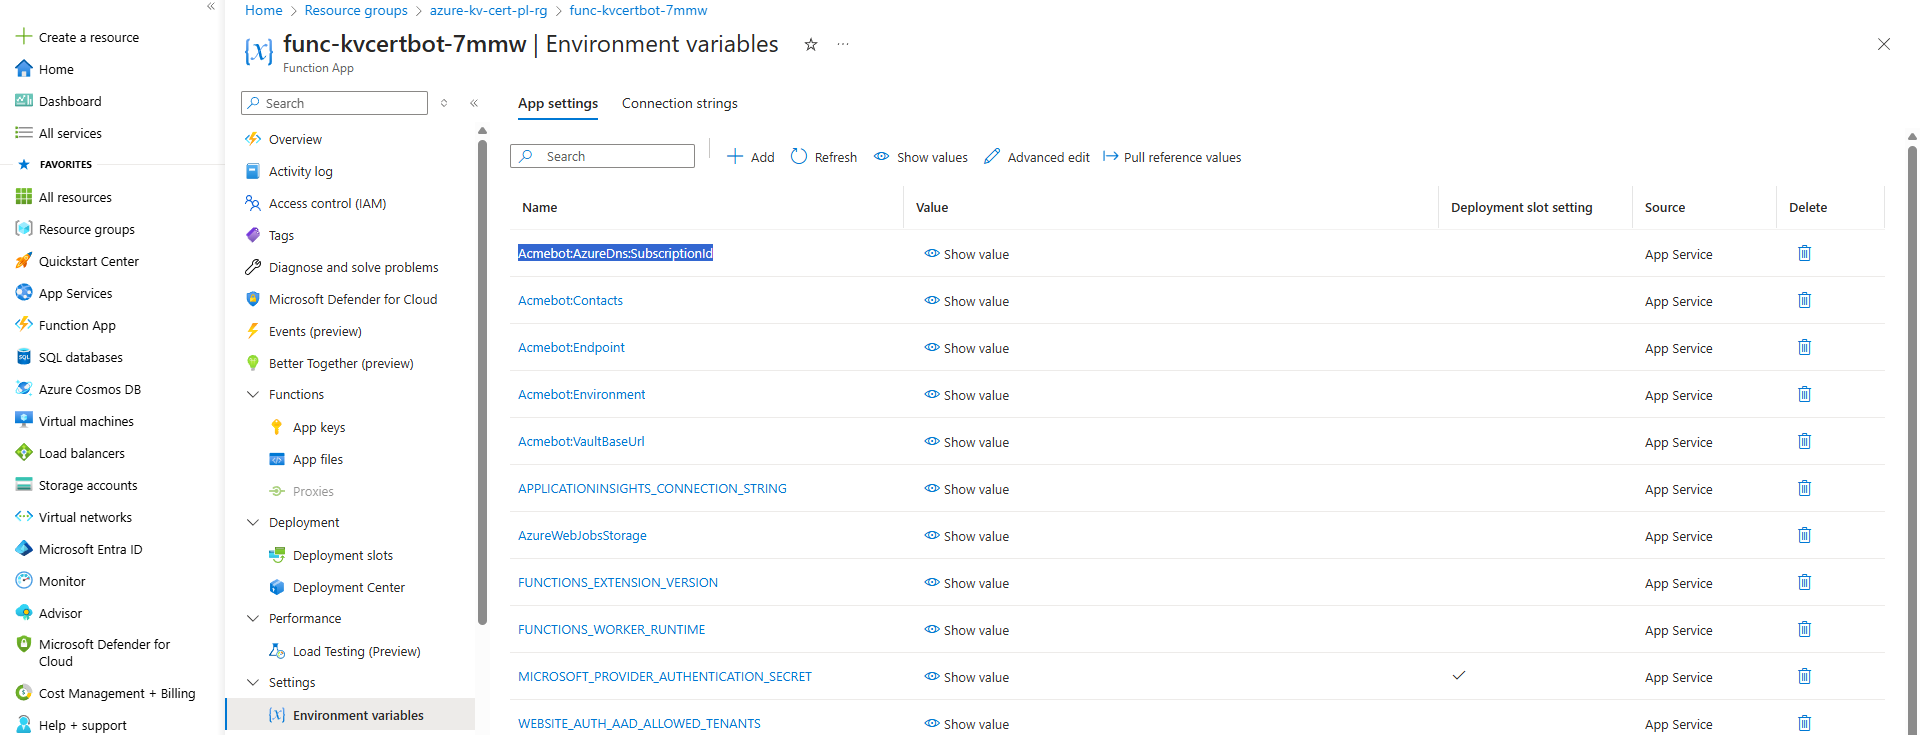 Home > Resource groups > azure-kv-cert-pl-rg > func-kvcertbot-7mmw
func-kvcertbot-7mmw | Environment variables
Function App
Create a resource
Home
Dashboard
All services
FAVORITES
All resources
Resource groups
Quickstart Center
App Services
Function App
SQL databases
Azure Cosmos DB
Virtual machines
Load balancers
Storage accounts
Virtual networks
Microsoft Entra ID
Monitor
Advisor
Microsoft Defender for
Cloud
Cost Management + Billing
Help + support
Search
Overview
Activity log
Access control (IAM)
Tags
Diagnose and solve problems
Microsoft Defender for Cloud
Events (preview)
Better Together (preview)
Functions
App keys
App files
Proxies
Deployment
Deployment slots
Deployment Center
Performance
Load Testing (Preview)
Settings
Environment variables
App settings Connection strings
Search Add Refresh Show values Advanced edit Pull reference values
Name Value Deployment slot setting Source Delete
Acmebot:AzureDns:SubscriptionId Show value App Service
Acmebot:Contacts Show value App Service
Acmebot:Endpoint Show value App Service
Acmebot:Environment Show value App Service
Acmebot:VaultBaseUrl Show value App Service
APPLICATIONINSIGHTS_CONNECTION_STRING Show value App Service
AzureWebJobsStorage Show value App Service
FUNCTIONS_EXTENSION_VERSION Show value App Service
FUNCTIONS_WORKER_RUNTIME Show value App Service
MICROSOFT_PROVIDER_AUTHENTICATION_SECRET Show value App Service
WEBSITE_AUTH_AAD_ALLOWED_TENANTS Show value App Service